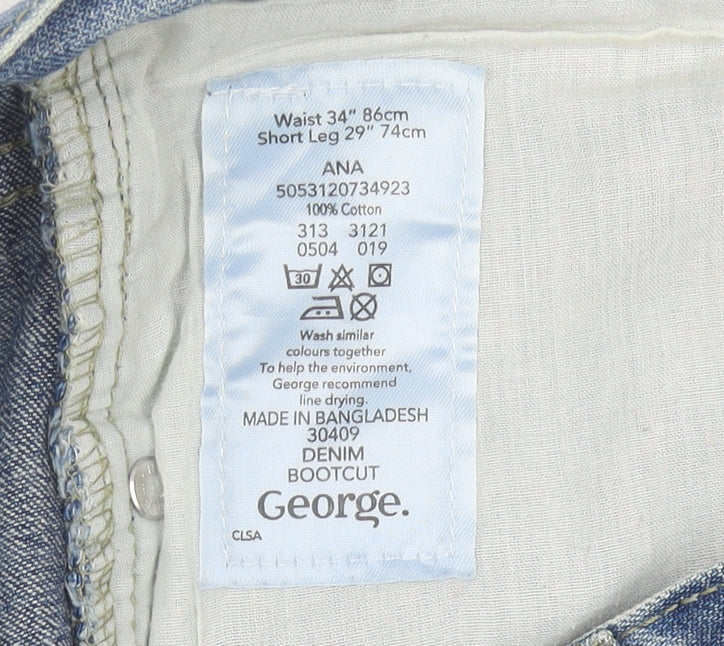 Waist 34" 86cm
Short Leg 29" 74cm
ANA
5053120734923
100% Cotton
313 3121
0504 019
30
Wash similar
colours together
To help the environment,
George recommend
line drying.
MADE IN BANGLADESH
30409
DENIM
BOOTCUT
George.
CLSA